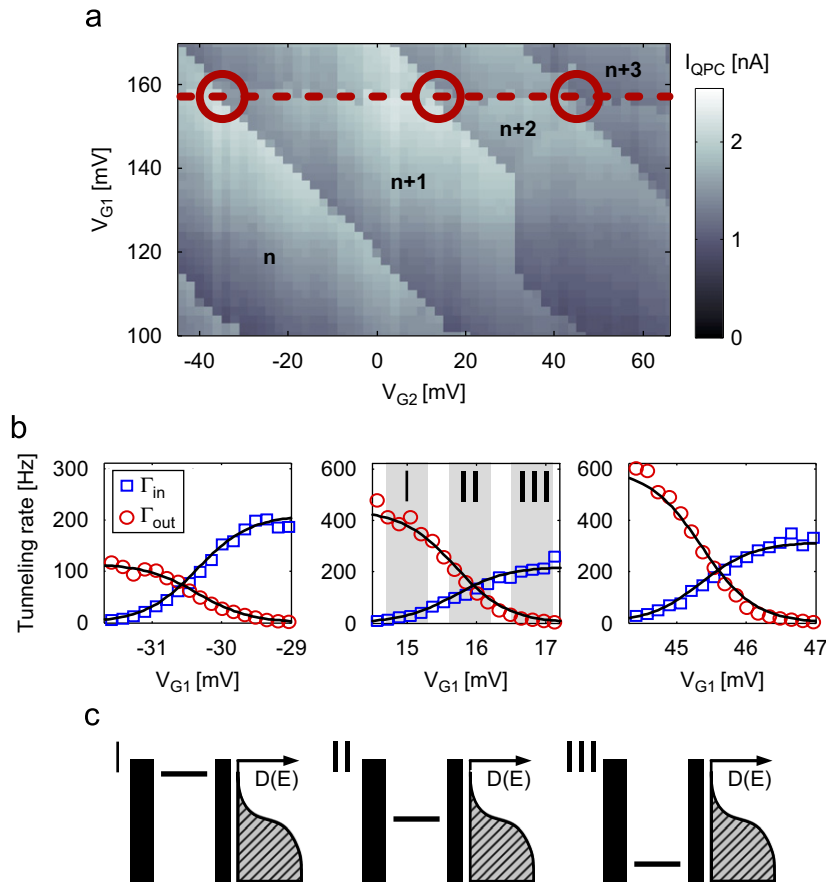 a
I_QPC [nA]
V_G1 [mV]
160
140
120
100
n
n+1
n+2
n+3
2
1
0
-40 -20 0 20 40 60
V_G2 [mV]
b
Tunneling rate [Hz]
300
200
100
0
Γ_in
Γ_out
-31 -30 -29
V_G1 [mV]
600
400
200
0
I II III
15 16 17
V_G1 [mV]
600
400
200
0
45 46 47
V_G1 [mV]
c
I
D(E)
II
D(E)
III
D(E)